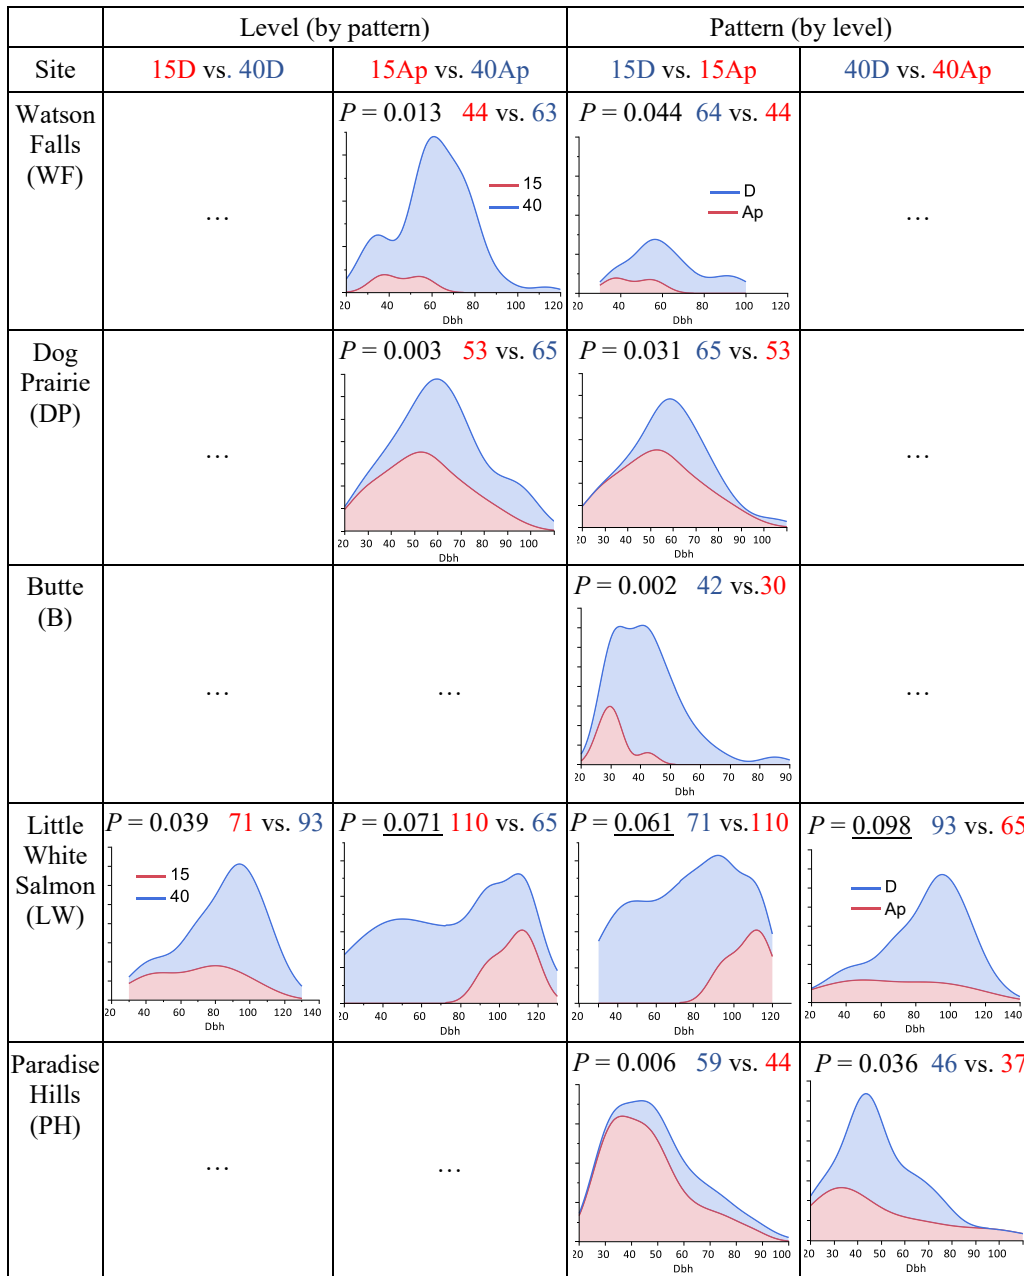 Level (by pattern) Pattern (by level)
Site 15D vs. 40D 15Ap vs. 40Ap 15D vs. 15Ap 40D vs. 40Ap
Watson
Falls
(WF)
...
P = 0.013 44 vs. 63
15
40
20 40 60 80 100 120
Dbh
P = 0.044 64 vs. 44
D
Ap
20 40 60 80 100 120
Dbh
...
Dog
Prairie
(DP)
...
P = 0.003 53 vs. 65
20 30 40 50 60 70 80 90 100
Dbh
P = 0.031 65 vs. 53
20 30 40 50 60 70 80 90 100
Dbh
...
Butte
(B)
...
...
P = 0.002 42 vs.30
20 30 40 50 60 70 80 90
Dbh
...
Little
White
Salmon
(LW)
P = 0.039 71 vs. 93
15
40
20 40 60 80 100 120 140
Dbh
P = 0.071 110 vs. 65
20 40 60 80 100 120
Dbh
P = 0.061 71 vs.110
20 40 60 80 100 120
Dbh
P = 0.098 93 vs. 65
D
Ap
20 40 60 80 100 120 140
Dbh
Paradise
Hills
(PH)
...
...
P = 0.006 59 vs. 44
20 30 40 50 60 70 80 90 100
Dbh
P = 0.036 46 vs. 37
20 30 40 50 60 70 80 90 100
Dbh